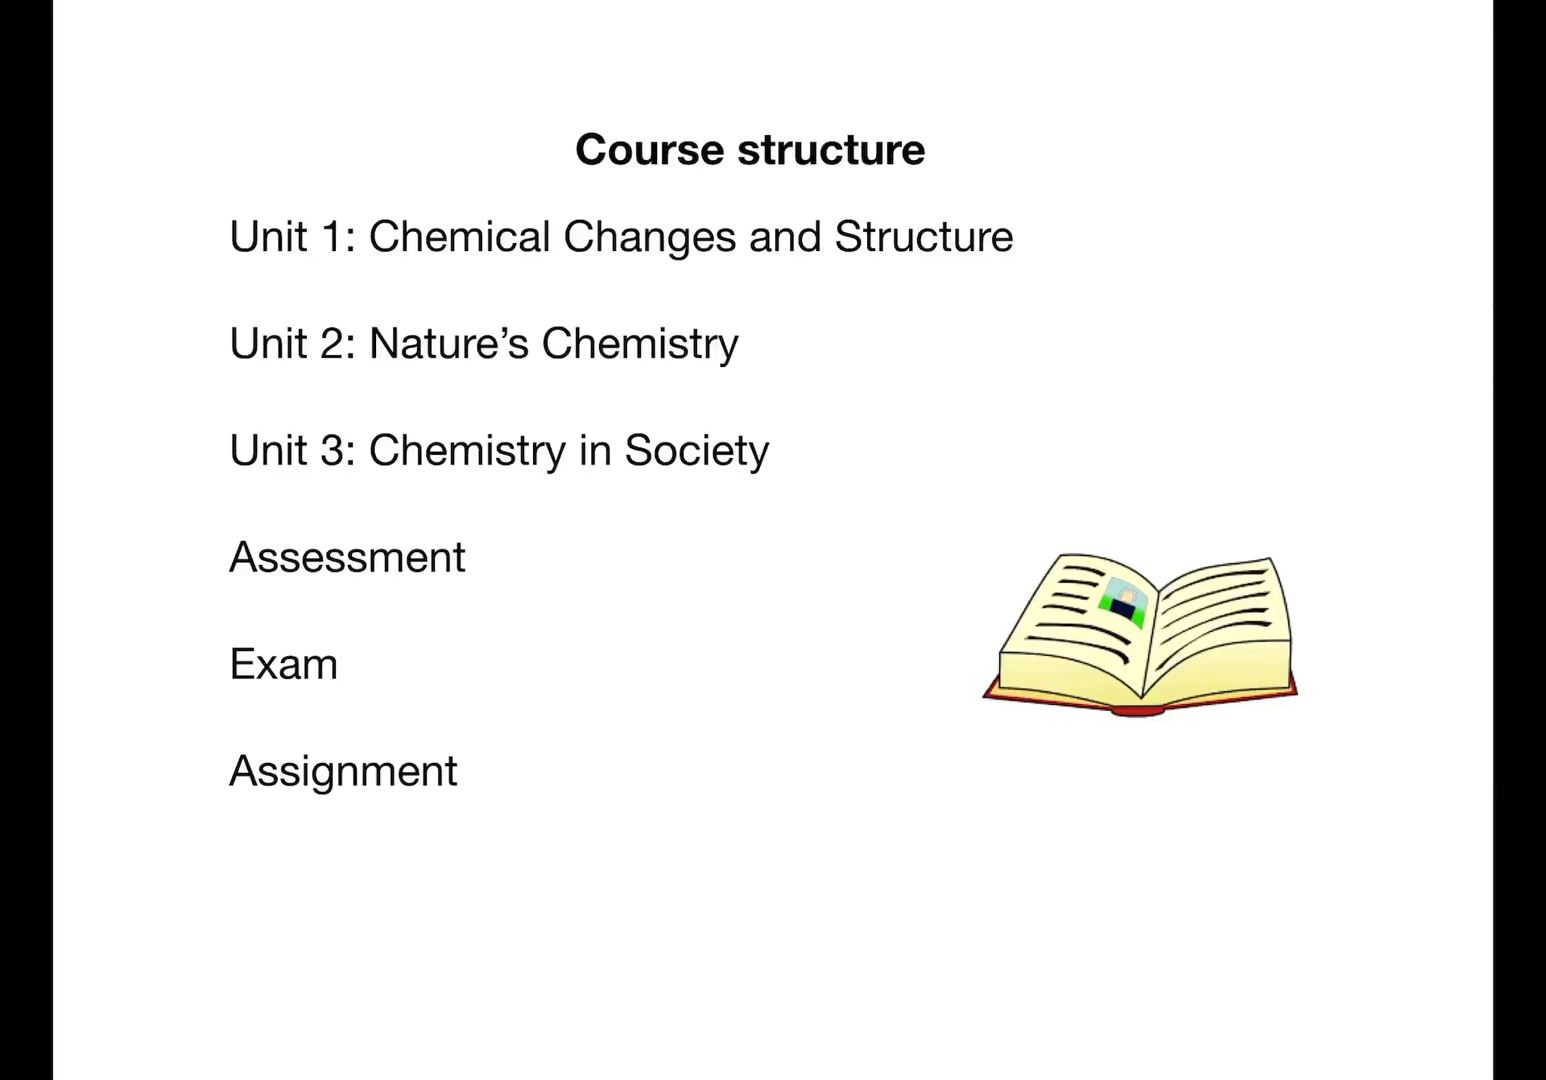 Course structure
Unit 1: Chemical Changes and Structure
Unit 2: Nature’s Chemistry
Unit 3: Chemistry in Society
Assessment
Exam
Assignment